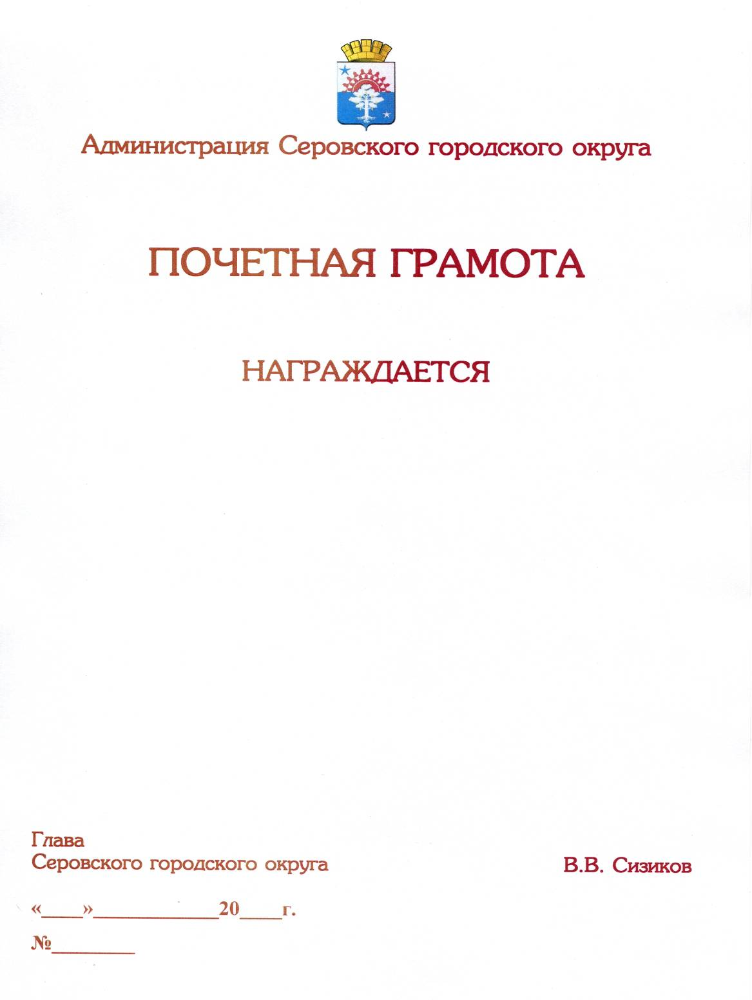 Администрация Серовского городского округа
ПОЧЕТНАЯ ГРАМОТА
НАГРАЖДАЕТСЯ
Глава
Серовского городского округа
В.В. Сизиков
«____»____________20____г.
№________